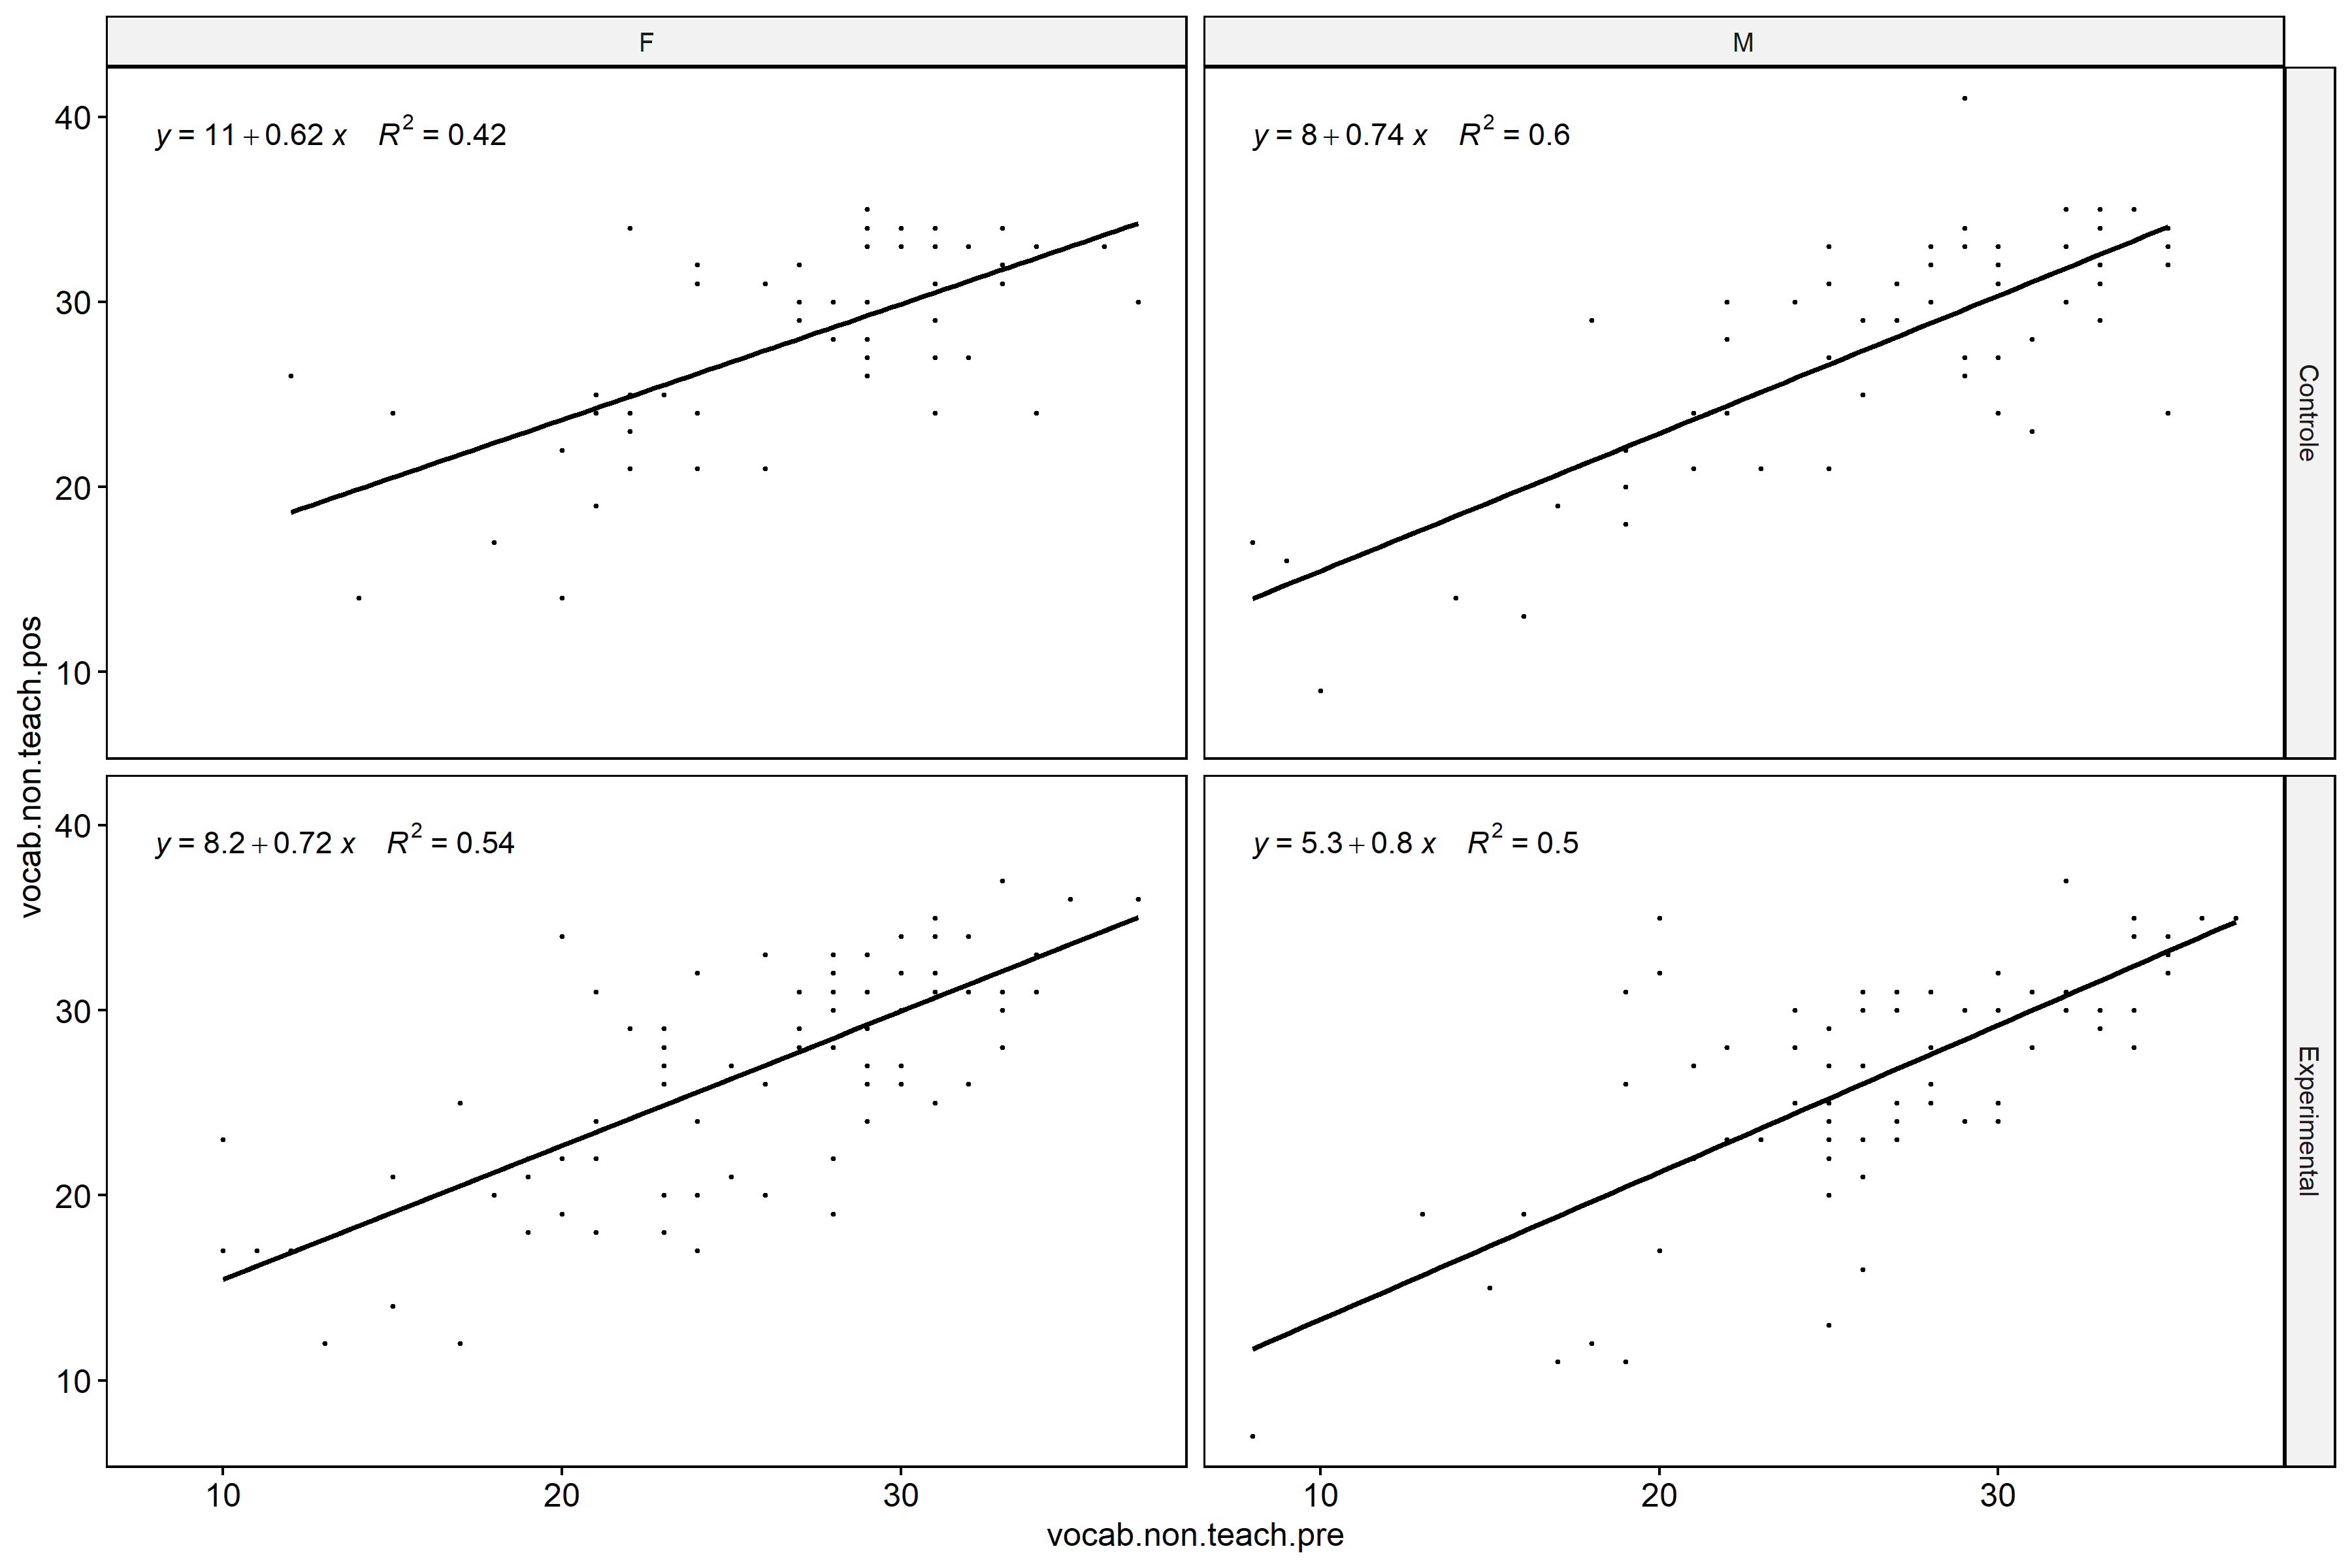 F
M
y = 11 + 0.62 x R² = 0.42
y = 8 + 0.74 x R² = 0.6
Controle
40
30
20
10
vocab.non.teach.pos
y = 8.2 + 0.72 x R² = 0.54
y = 5.3 + 0.8 x R² = 0.5
Experimental
40
30
20
10
10 20 30
10 20 30
vocab.non.teach.pre